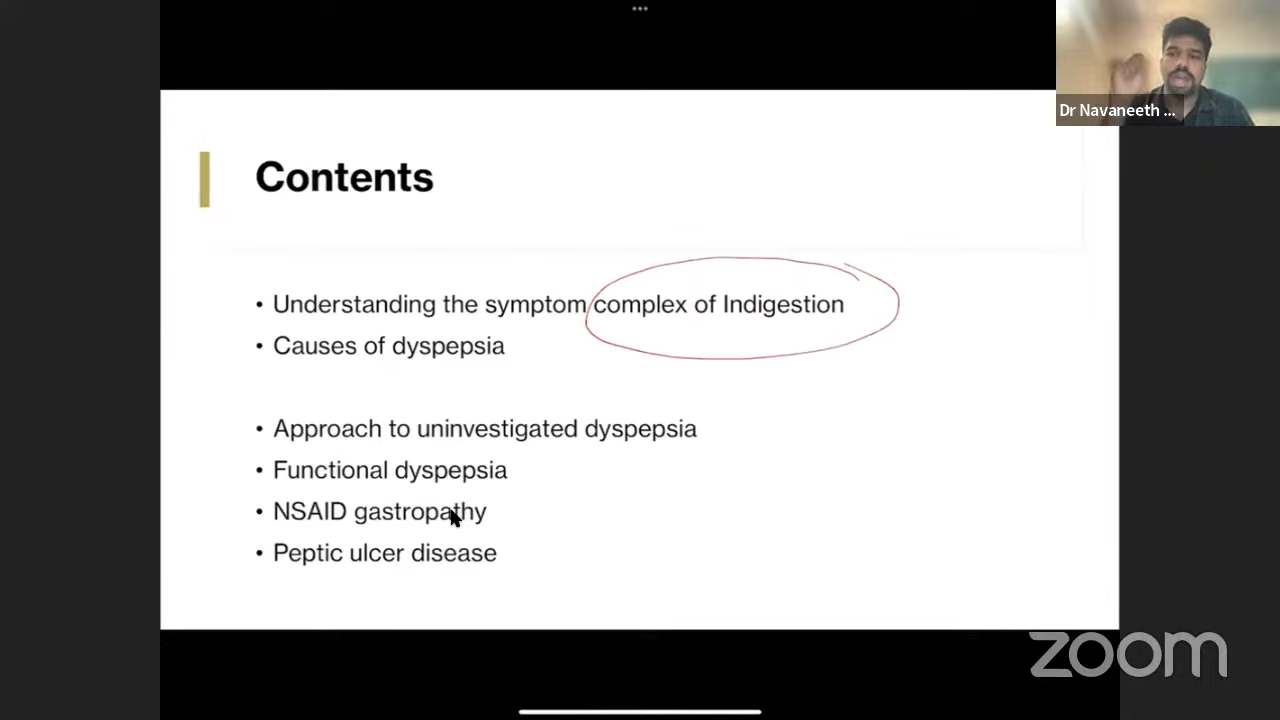 Dr Navaneeth ...
Contents
• Understanding the symptom complex of Indigestion
• Causes of dyspepsia
• Approach to uninvestigated dyspepsia
• Functional dyspepsia
• NSAID gastropathy
• Peptic ulcer disease
zoom